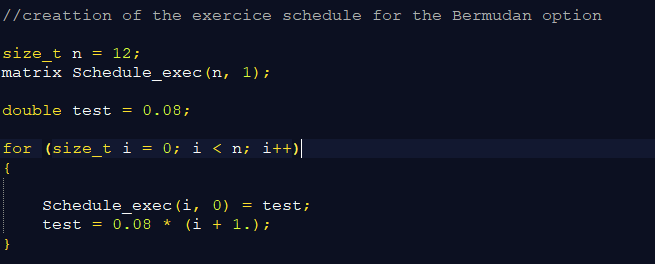 //creattion of the exercice schedule for the Bermudan option
size_t n = 12;
matrix Schedule_exec(n, 1);
double test = 0.08;
for (size_t i = 0; i < n; i++)
{
Schedule_exec(i, 0) = test;
test = 0.08 * (i + 1.);
}